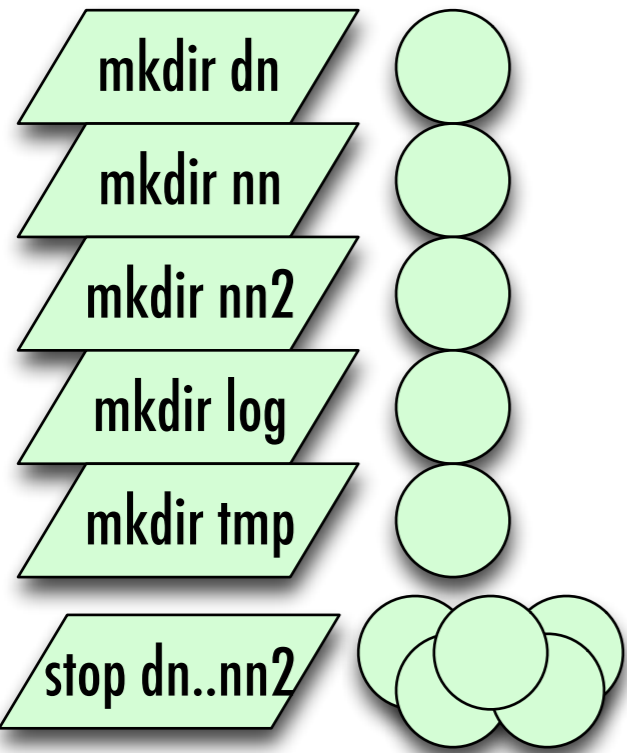 mkdir dn
mkdir nn
mkdir nn2
mkdir log
mkdir tmp
stop dn..nn2